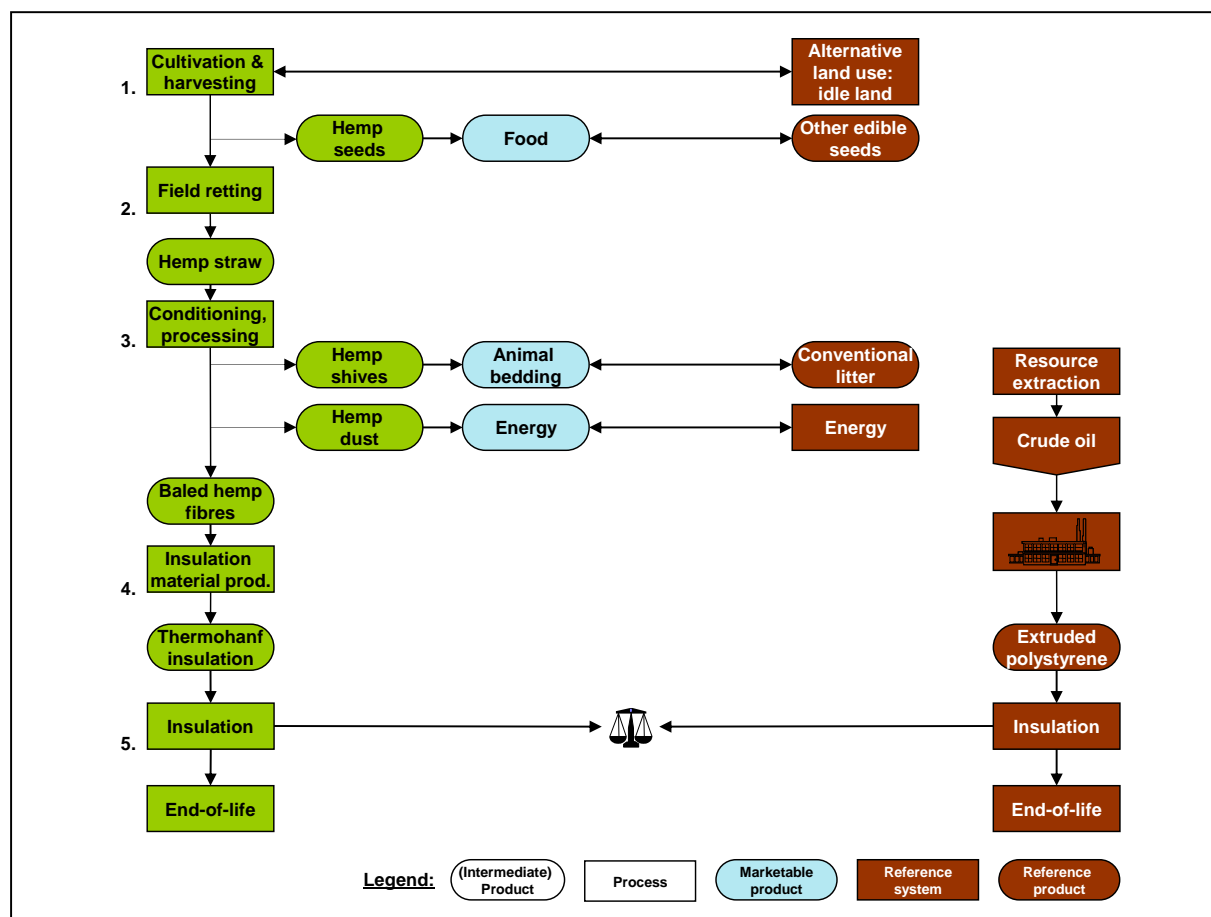 1.
Cultivation &
harvesting
Alternative
land use:
idle land
Hemp
seeds
Food
Other edible
seeds
2.
Field retting
Hemp straw
3.
Conditioning,
processing
Hemp
shives
Animal
bedding
Conventional
litter
Resource
extraction
Hemp
dust
Energy
Energy
Crude oil
Baled hemp
fibres
4.
Insulation
material prod.
Thermohanf
insulation
Extruded
polystyrene
5.
Insulation
Insulation
End-of-life
End-of-life
Legend:
(Intermediate)
Product
Process
Marketable
product
Reference
system
Reference
product